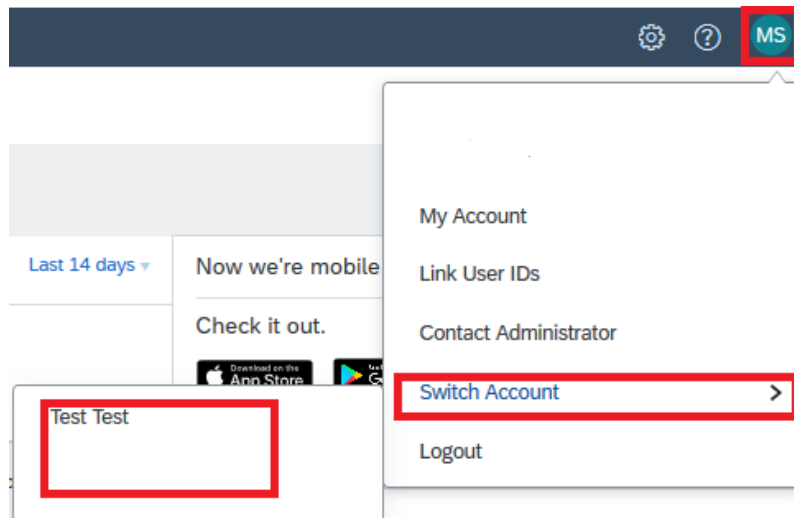 MS
My Account
Last 14 days
Now we're mobile
Link User IDs
Check it out.
Contact Administrator
Download on the
App Store
Switch Account
Test Test
Logout